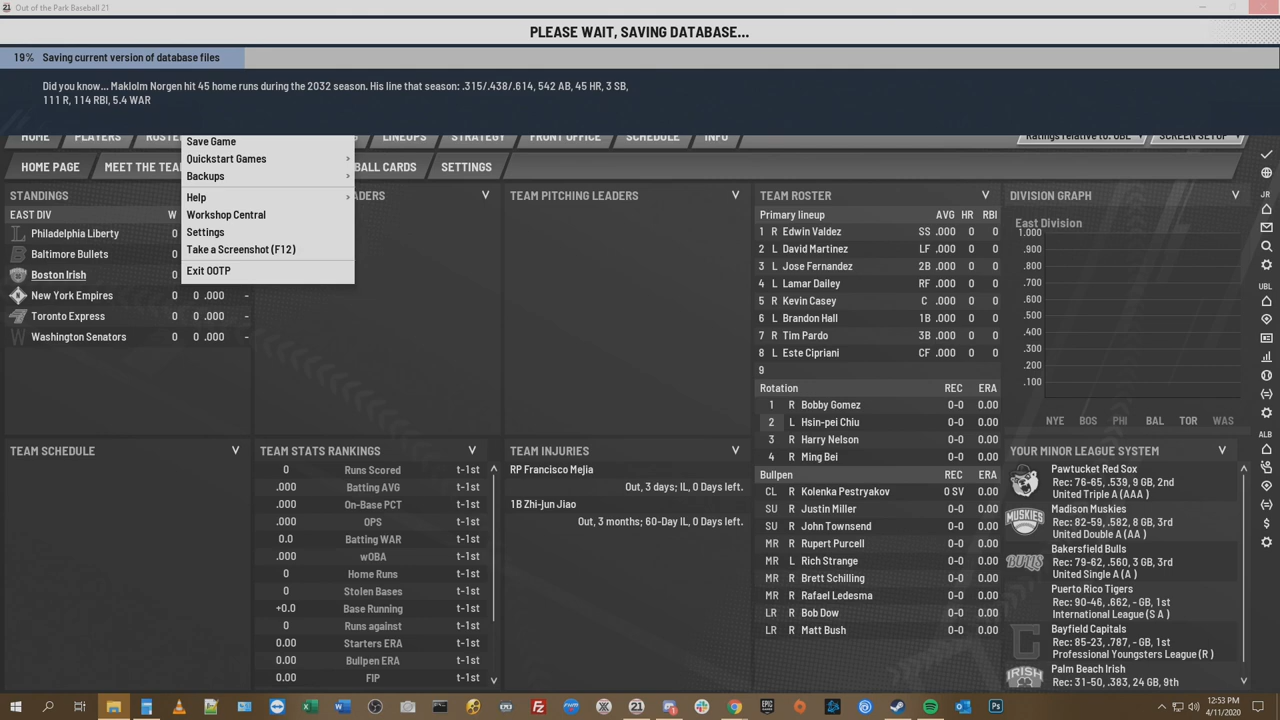 Out of the Park Baseball 21
PLEASE WAIT, SAVING DATABASE...
19% Saving current version of database files
Did you know... Maklolm Norgen hit 45 home runs during the 2032 season. His line that season: .315/.438/.614, 542 AB, 45 HR, 3 SB,
111 R, 114 RBI, 5.4 WAR
HOME PLAYERS LINEUPS STRATEGY FRONT OFFICE SCHEDULE INFO Ratings relative to: UBL SCREEN SETUP
HOME PAGE MEET THE TEA BALL CARDS SETTINGS
Save Game
Quickstart Games
Backups
Help
Workshop Central
Settings
Take a Screenshot (F12)
Exit OOTP
STANDINGS
EAST DIV W
Philadelphia Liberty 0
Baltimore Bullets 0
Boston Irish 0
New York Empires 0 0 .000 -
Toronto Express 0 0 .000 -
Washington Senators 0 0 .000 -
TEAM PITCHING LEADERS
TEAM ROSTER
Primary lineup AVG HR RBI
1 R Edwin Valdez SS .000 0 0
2 L David Martinez LF .000 0 0
3 R Jose Fernandez 2B .000 0 0
4 L Lamar Dailey RF .000 0 0
5 R Kevin Casey C .000 0 0
6 L Brandon Hall 1B .000 0 0
7 R Tim Pardo 3B .000 0 0
8 L Este Cipriani CF .000 0 0
9
Rotation REC ERA
1 R Bobby Gomez 0-0 0.00
2 L Hsin-pei Chiu 0-0 0.00
3 R Harry Nelson 0-0 0.00
4 R Ming Bei 0-0 0.00
Bullpen REC ERA
CL R Kolenka Pestryakov 0 SV 0.00
SU R Justin Miller 0-0 0.00
SU R John Townsend 0-0 0.00
MR R Rupert Purcell 0-0 0.00
MR L Rich Strange 0-0 0.00
MR R Brett Schilling 0-0 0.00
MR R Rafael Ledesma 0-0 0.00
LR R Bob Dow 0-0 0.00
LR R Matt Bush 0-0 0.00
DIVISION GRAPH
East Division
1.000
.900
.800
.700
.600
.500
.400
.300
.200
.100
NYE BOS PHI BAL TOR WAS
TEAM SCHEDULE
TEAM STATS RANKINGS
0 Runs Scored t-1st
.000 Batting AVG t-1st
.000 On-Base PCT t-1st
.000 OPS t-1st
0.0 Batting WAR t-1st
.000 wOBA t-1st
0 Home Runs t-1st
0 Stolen Bases t-1st
+0.0 Base Running t-1st
0 Runs against t-1st
0.00 Starters ERA t-1st
0.00 Bullpen ERA t-1st
0.00 FIP t-1st
TEAM INJURIES
RP Francisco Mejia
Out, 3 days; IL, 0 Days left.
1B Zhi-jun Jiao
Out, 3 months; 60-Day IL, 0 Days left.
YOUR MINOR LEAGUE SYSTEM
Pawtucket Red Sox
Rec: 76-65, .539, 9 GB, 2nd
United Triple A (AAA )
MUSKIES
Madison Muskies
Rec: 82-59, .582, 8 GB, 3rd
United Double A (AA )
BULLS
Bakersfield Bulls
Rec: 79-62, .560, 3 GB, 3rd
United Single A (A )
Puerto Rico Tigers
Rec: 90-46, .662, - GB, 1st
International League (S A )
Bayfield Capitals
Rec: 85-23, .787, - GB, 1st
Professional Youngsters League (R )
IRISH
Palm Beach Irish
Rec: 31-50, .383, 24 GB, 9th
JR
UBL
ALB
12:53 PM
4/11/2020